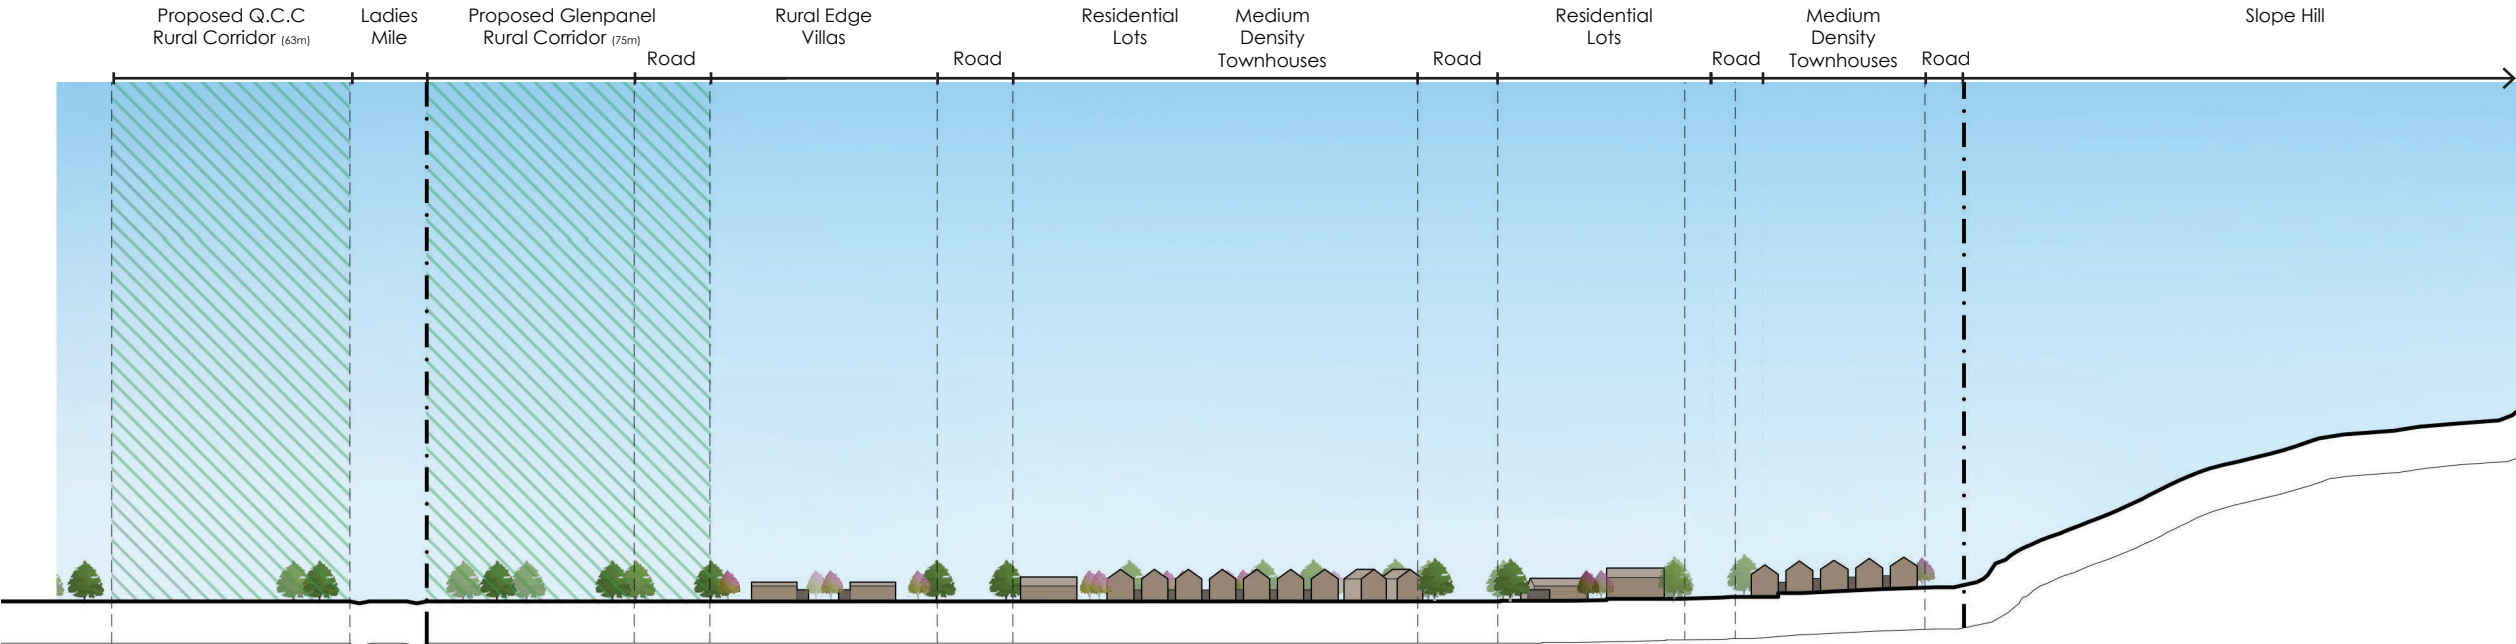 Proposed Q.C.C
Rural Corridor (63m)
Ladies
Mile
Proposed Glenpanel
Rural Corridor (75m)
Road
Rural Edge
Villas
Road
Residential
Lots
Medium
Density
Townhouses
Road
Residential
Lots
Road
Medium
Density
Townhouses
Road
Slope Hill